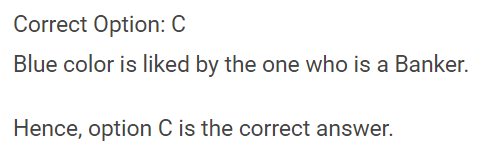 Correct Option: C
Blue color is liked by the one who is a Banker.
Hence, option C is the correct answer.